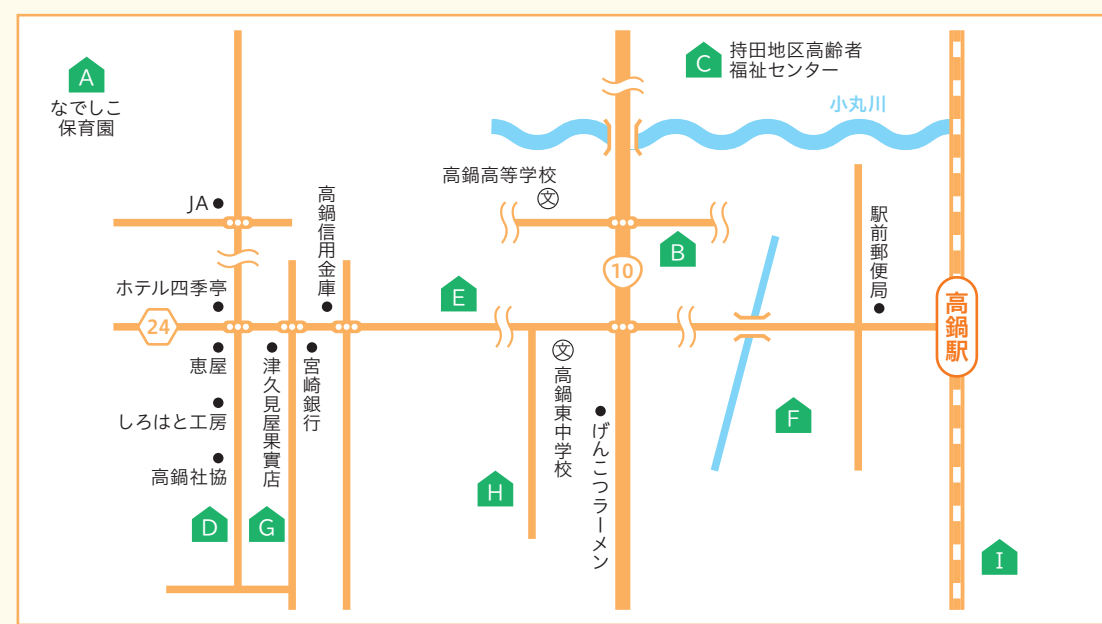 A
なでしこ
保育園
C
持田地区高齢者
福祉センター
小丸川
高鍋高等学校
文
JA
高鍋信用金庫
B
駅前郵便局
10
ホテル四季亭
E
24
高鍋駅
恵屋
津久見屋果實店
宮崎銀行
文
高鍋東中学校
しろはと工房
げんこつラーメン
F
高鍋社協
H
D
G
I